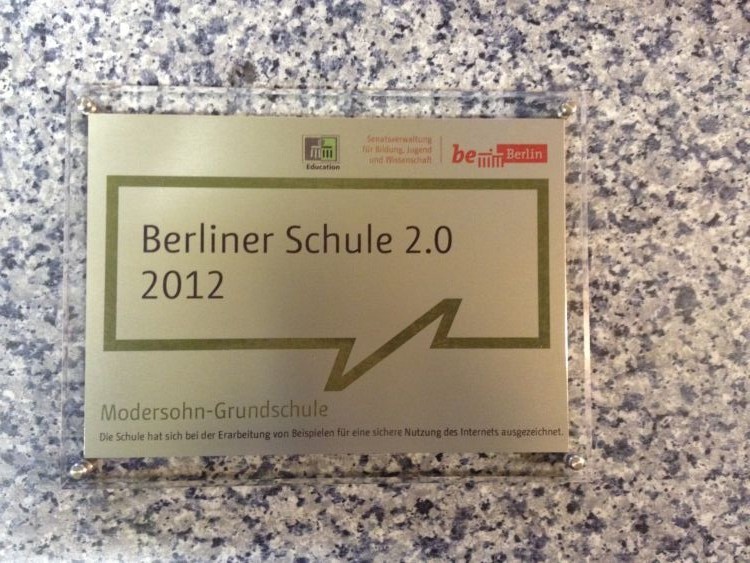 Education
Senatsverwaltung
für Bildung, Jugend
und Wissenschaft
be Berlin
Berliner Schule 2.0
2012
Modersohn-Grundschule
Die Schule hat sich bei der Erarbeitung von Beispielen für eine sichere Nutzung des Internets ausgezeichnet.